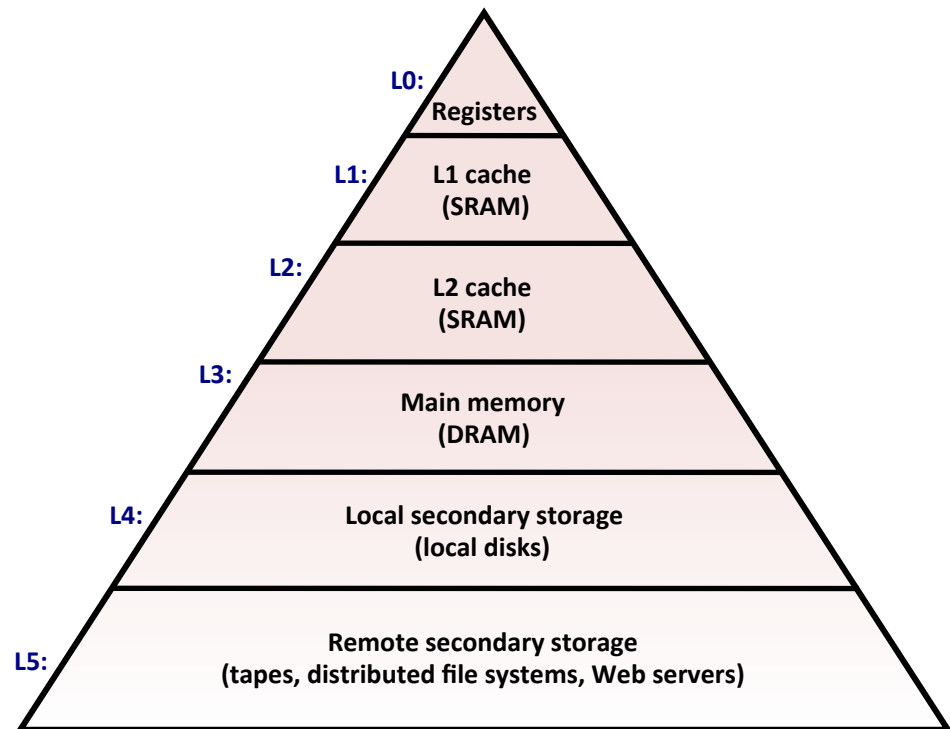 L0:
Registers
L1:
L1 cache
(SRAM)
L2:
L2 cache
(SRAM)
L3:
Main memory
(DRAM)
L4:
Local secondary storage
(local disks)
L5:
Remote secondary storage
(tapes, distributed file systems, Web servers)